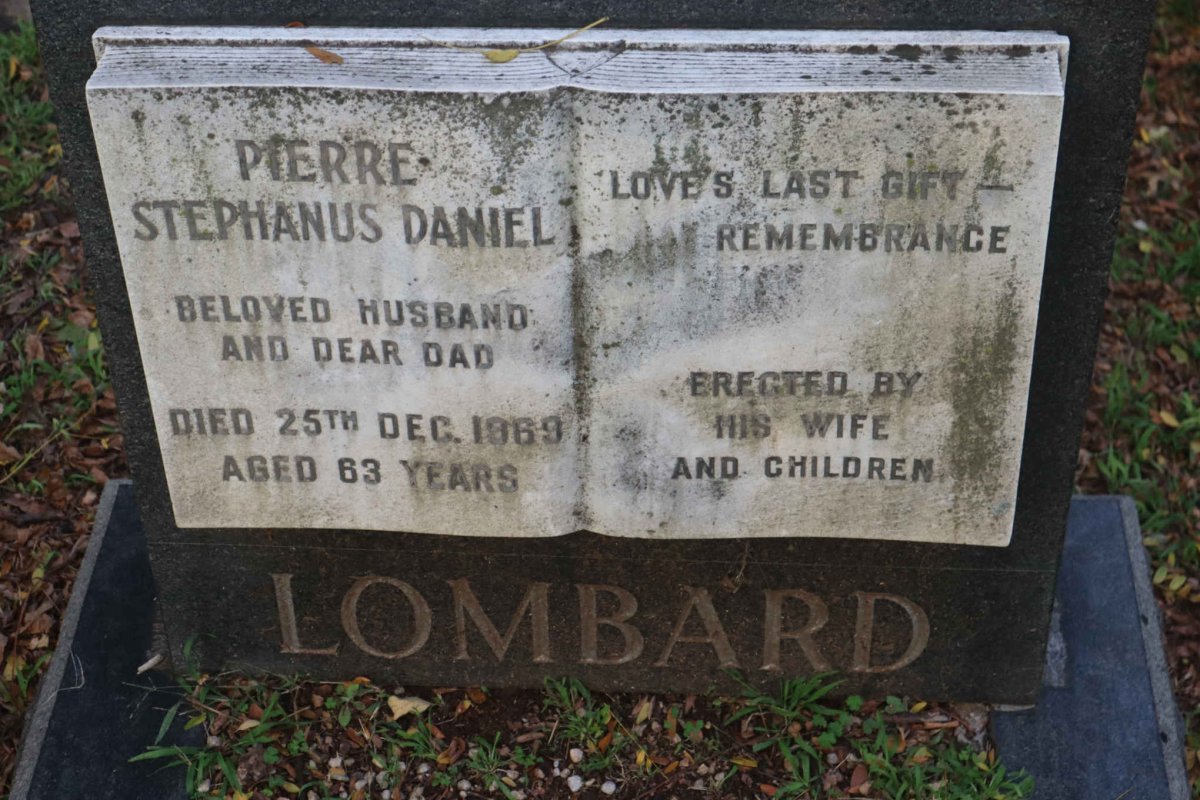 PIERRE
STEPHANUS DANIEL
BELOVED HUSBAND
AND DEAR DAD
DIED 25TH DEC. 1969
AGED 63 YEARS
LOVE'S LAST GIFT —
REMEMBRANCE
ERECTED BY
HIS WIFE
AND CHILDREN
LOMBARD